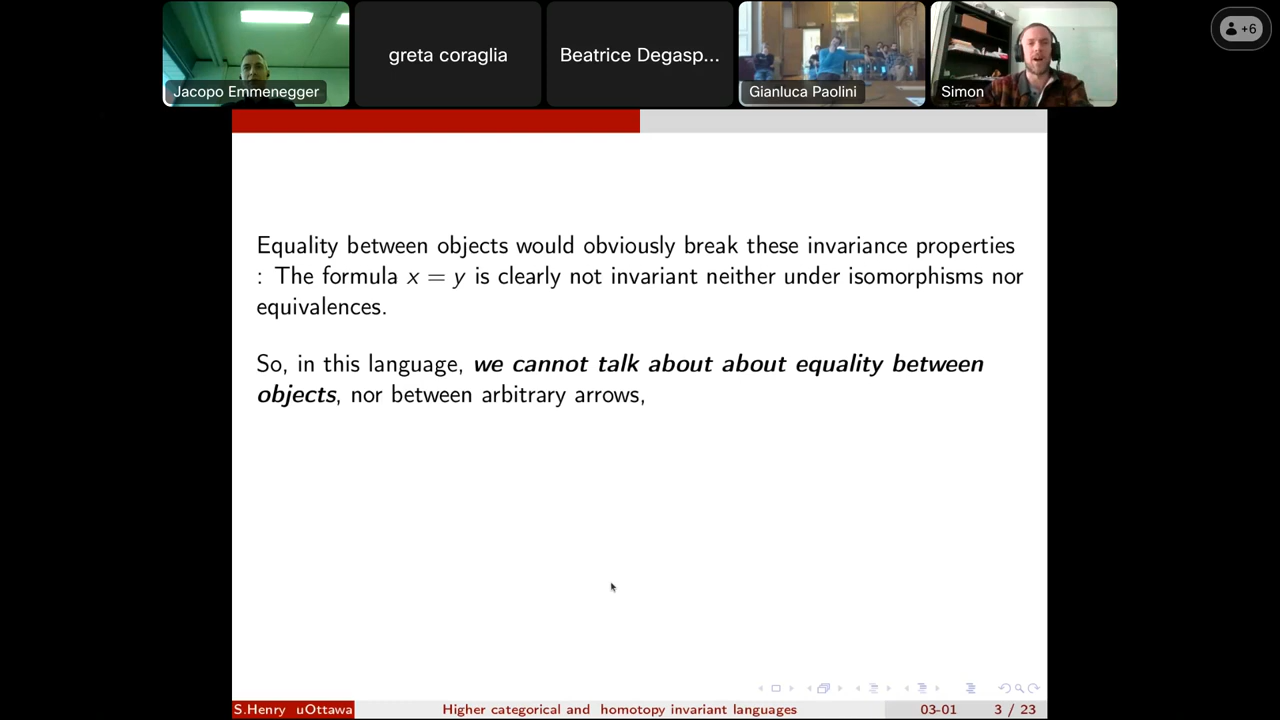 +6
Jacopo Emmenegger
greta coraglia
Beatrice Degasp...
Gianluca Paolini
Simon
Equality between objects would obviously break these invariance properties
: The formula x = y is clearly not invariant neither under isomorphisms nor
equivalences.
So, in this language, we cannot talk about about equality between
objects, nor between arbitrary arrows,
S.Henry uOttawa
Higher categorical and homotopy invariant languages
03-01
3 / 23